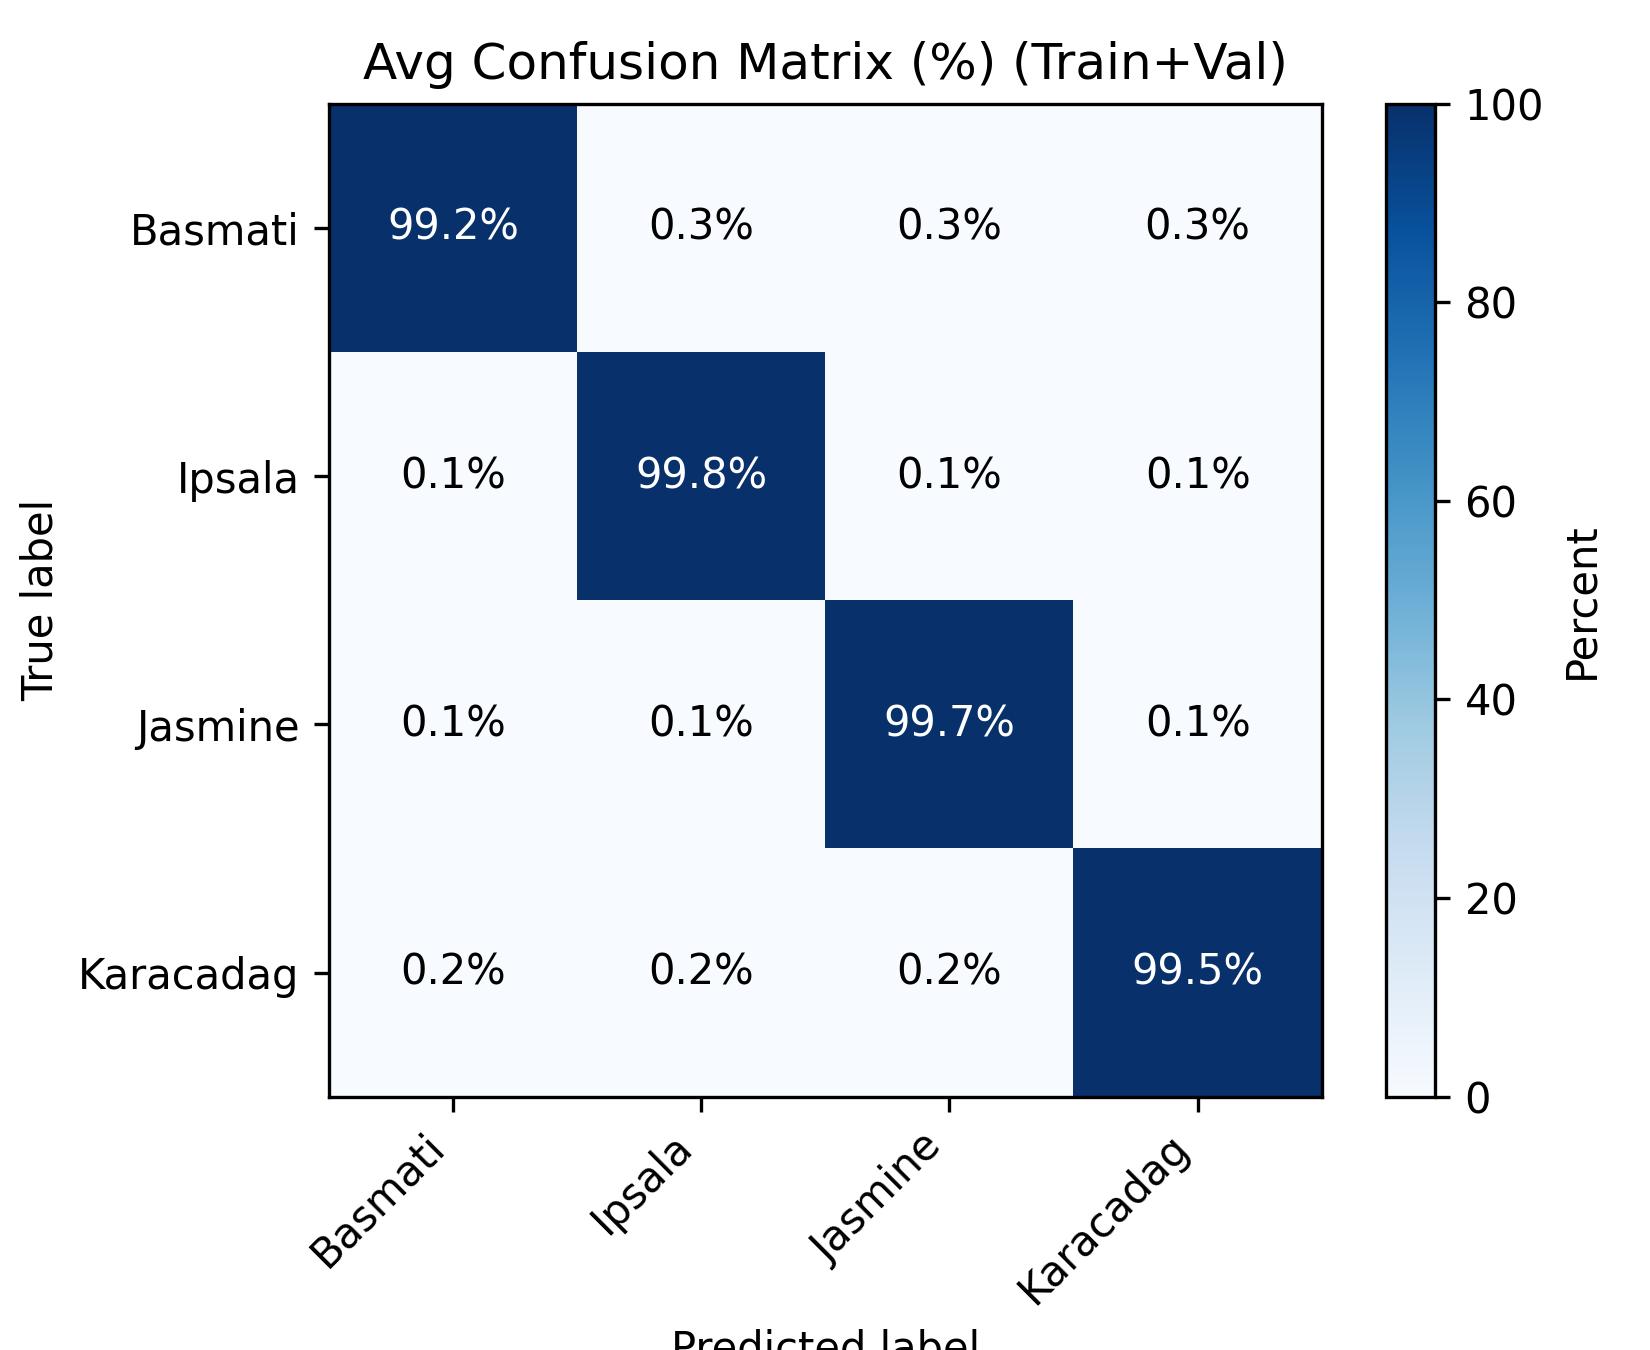 Avg Confusion Matrix (%) (Train+Val)
True label
Basmati 99.2% 0.3% 0.3% 0.3%
Ipsala 0.1% 99.8% 0.1% 0.1%
Jasmine 0.1% 0.1% 99.7% 0.1%
Karacadag 0.2% 0.2% 0.2% 99.5%
Basmati Ipsala Jasmine Karacadag
Predicted label
100
80
60
40
20
0
Percent